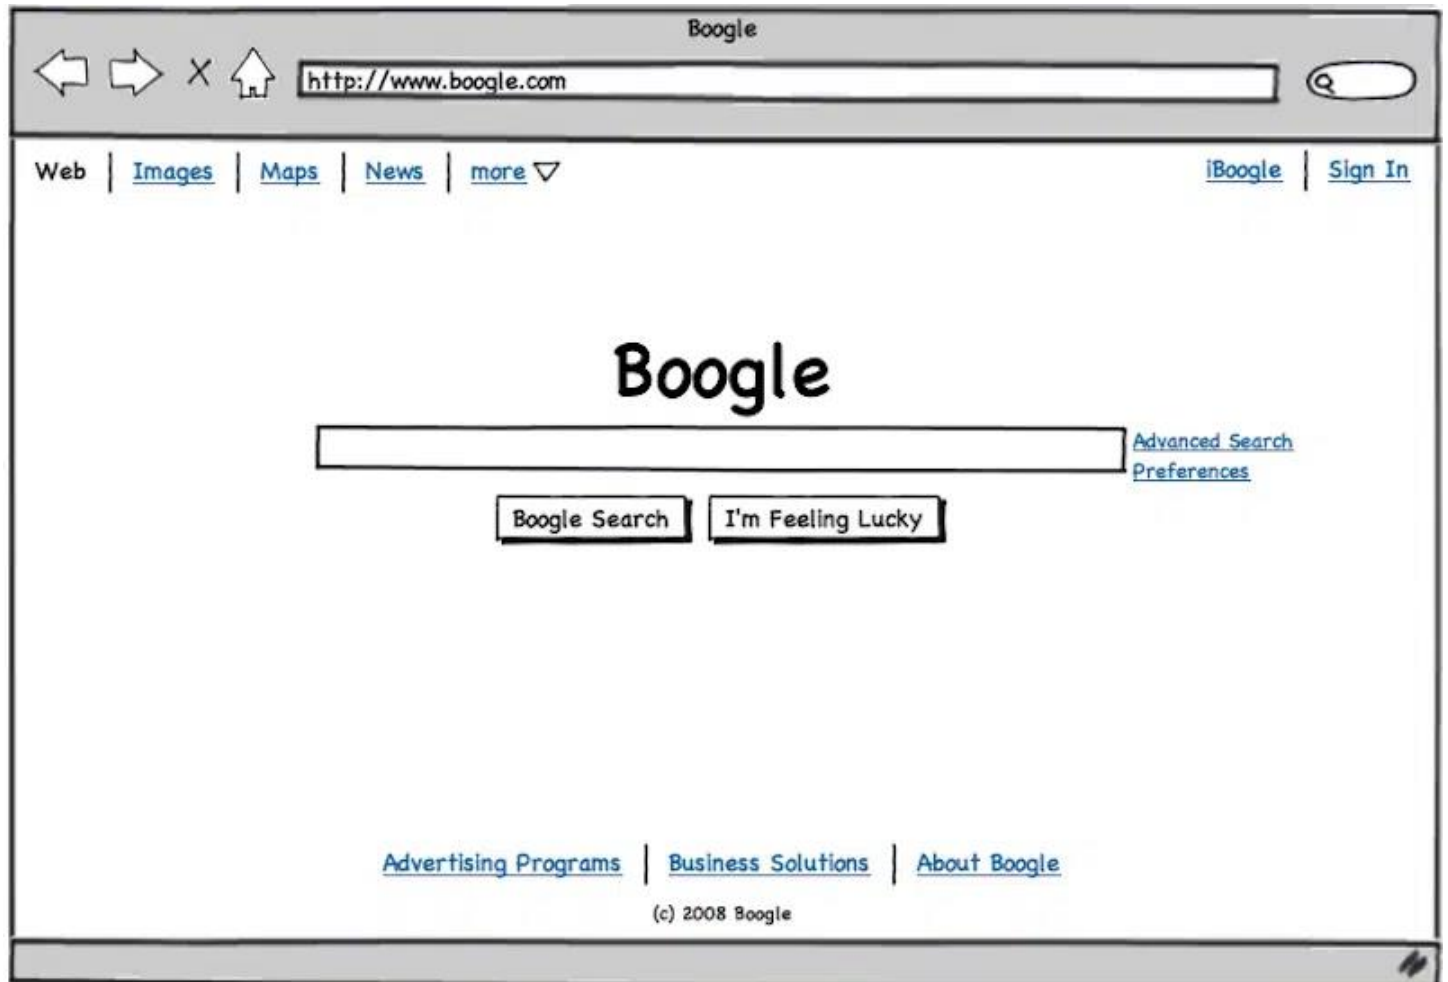 Boogle
http://www.boogle.com
Web Images Maps News more iBoogle Sign In
Boogle
Advanced Search
Preferences
Boogle Search I'm Feeling Lucky
Advertising Programs Business Solutions About Boogle
(c) 2008 Boogle